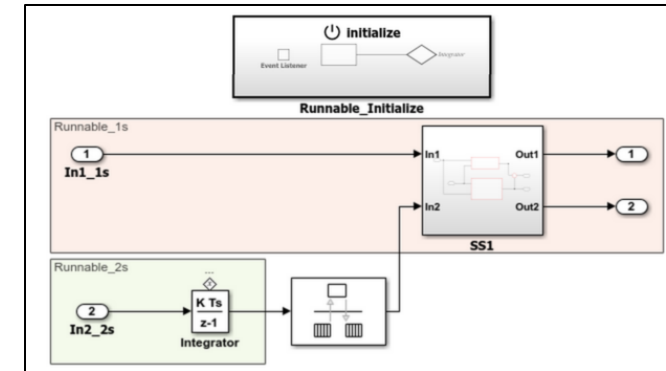 initialize
Event Listener
Integrator
Runnable_Initialize
Runnable_1s
1
In1_1s
In1
Out1
1
In2
Out2
2
SS1
Runnable_2s
...
2
In2_2s
K Ts
z-1
Integrator